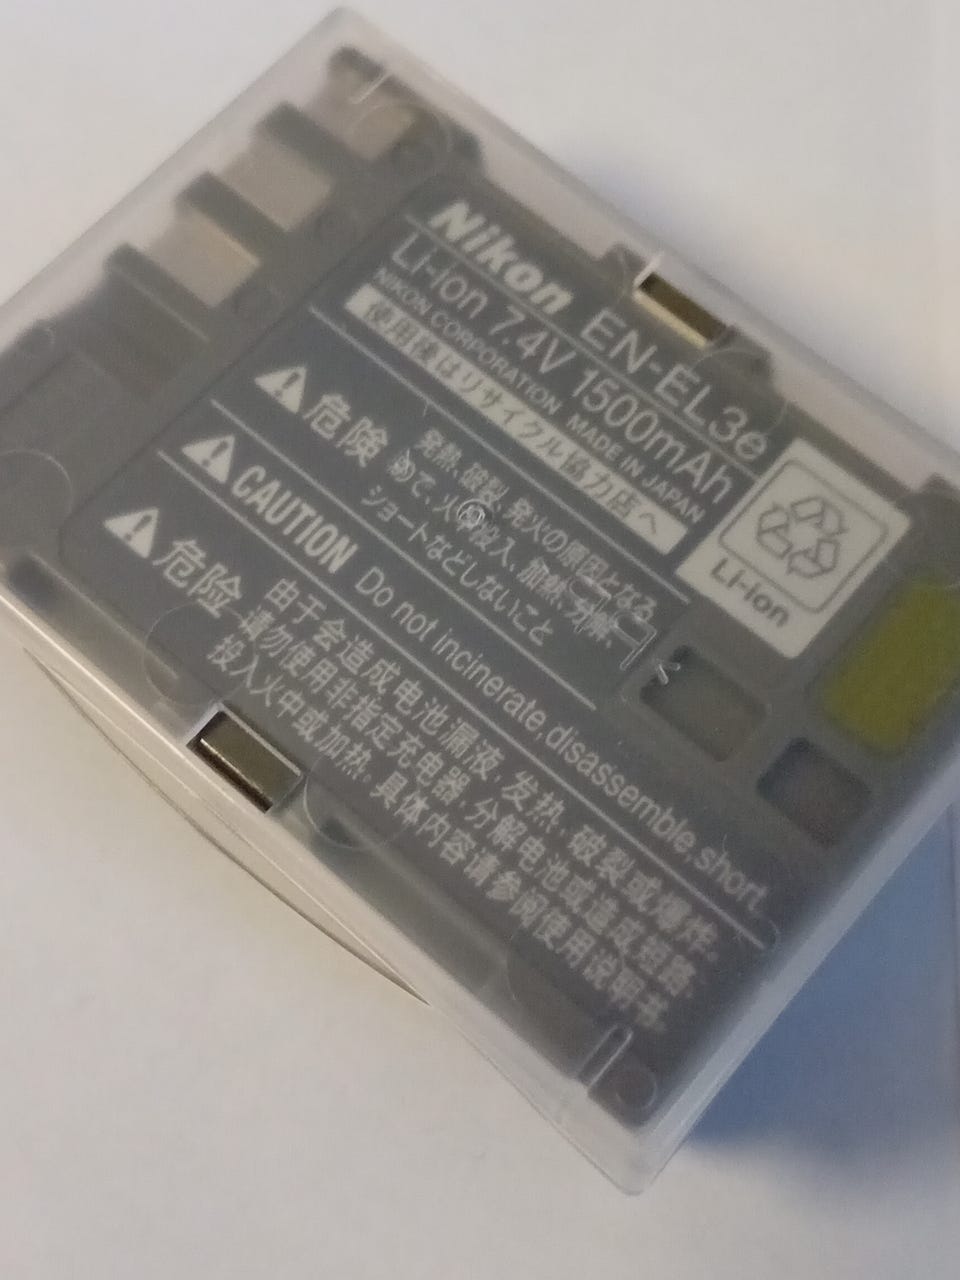 Nikon EN-EL3e
Li-ion 7.4V 1500mAh
NIKON CORPORATION MADE IN JAPAN
使用後はリサイクル協力店へ
Li-ion
危険 発熱、破裂、発火の原因となる
めて、火中投入、加熱、分解、
ショートなどしないこと
CAUTION Do not incinerate,disassemble,short.
危险 由于会造成电池漏液, 发热, 破裂或爆炸。
请勿使用非指定充电器,分解电池或造成短路,
投入火中或加热。具体内容请参阅使用说明书。